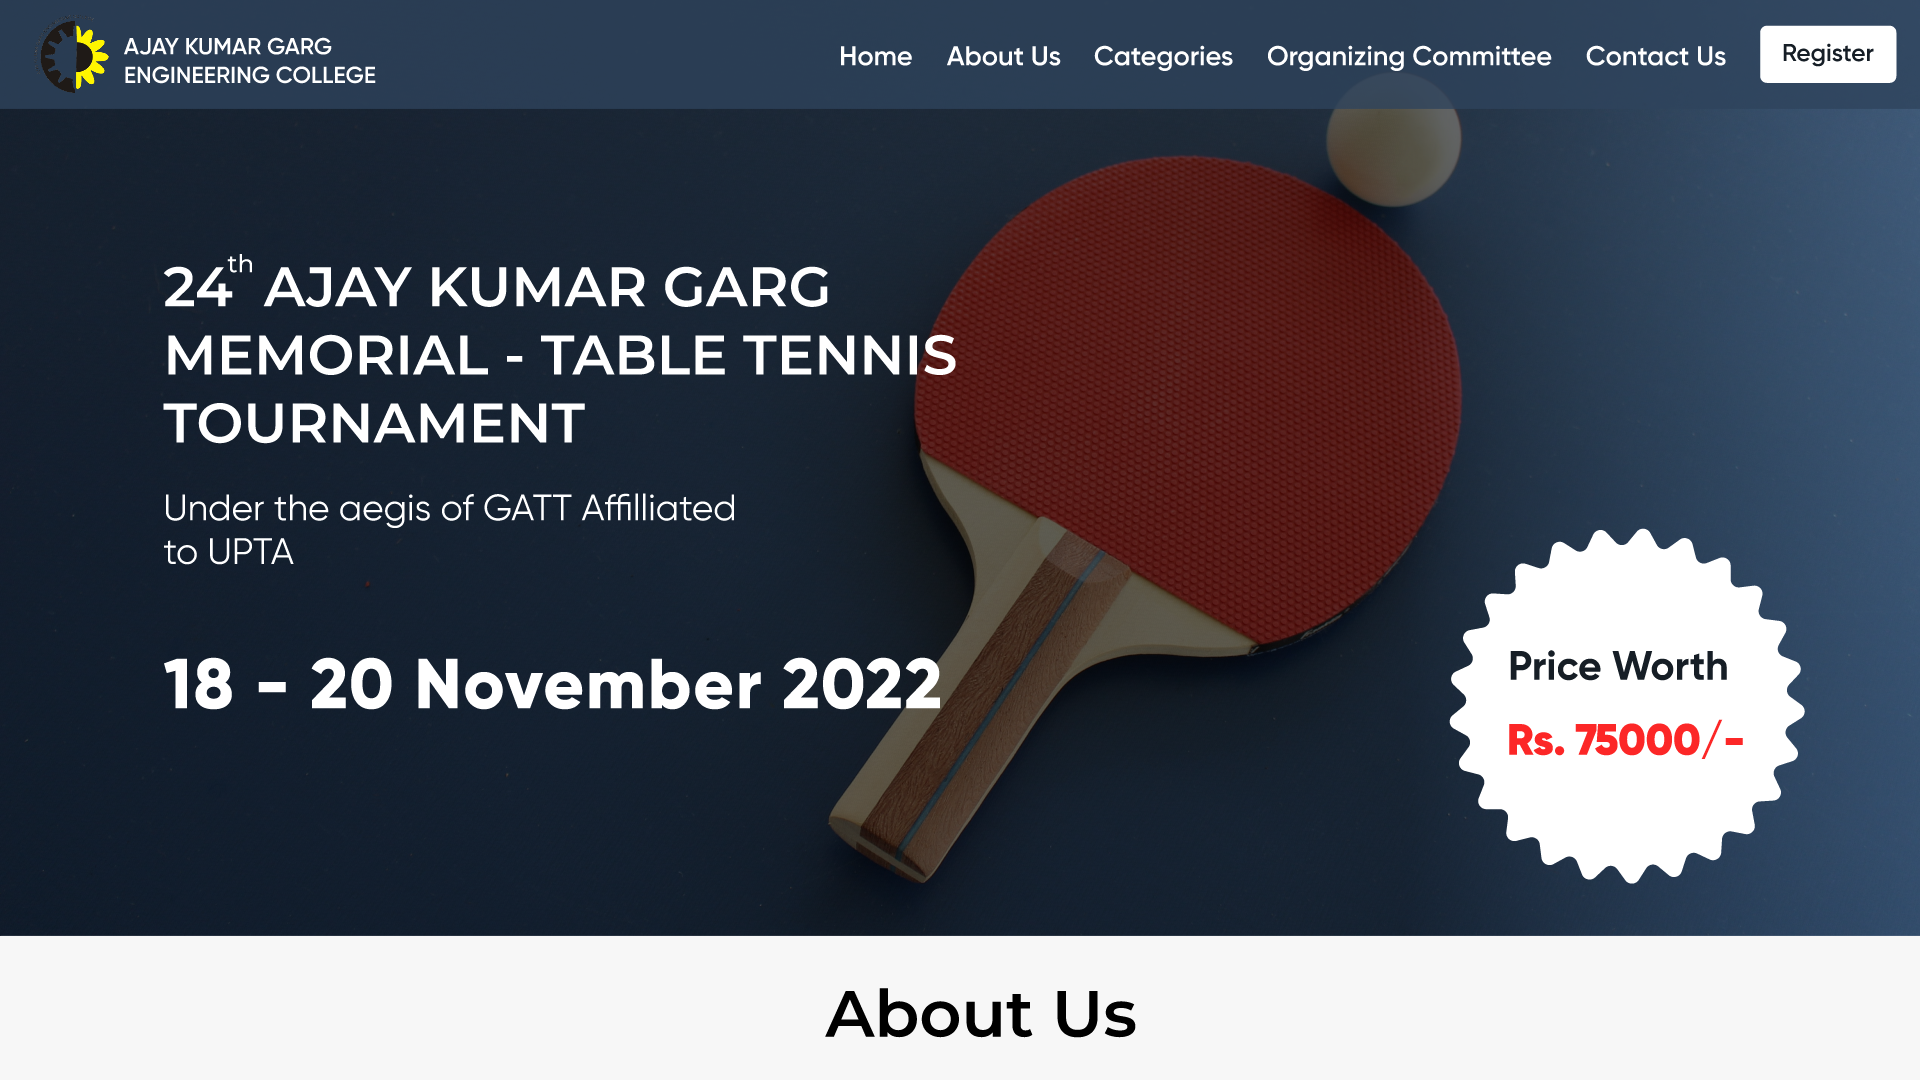 AJAY KUMAR GARG
ENGINEERING COLLEGE
Home About Us Categories Organizing Committee Contact Us Register
24th AJAY KUMAR GARG
MEMORIAL - TABLE TENNIS
TOURNAMENT
Under the aegis of GATT Affilliated
to UPTA
18 - 20 November 2022
Price Worth
Rs. 75000/-
About Us